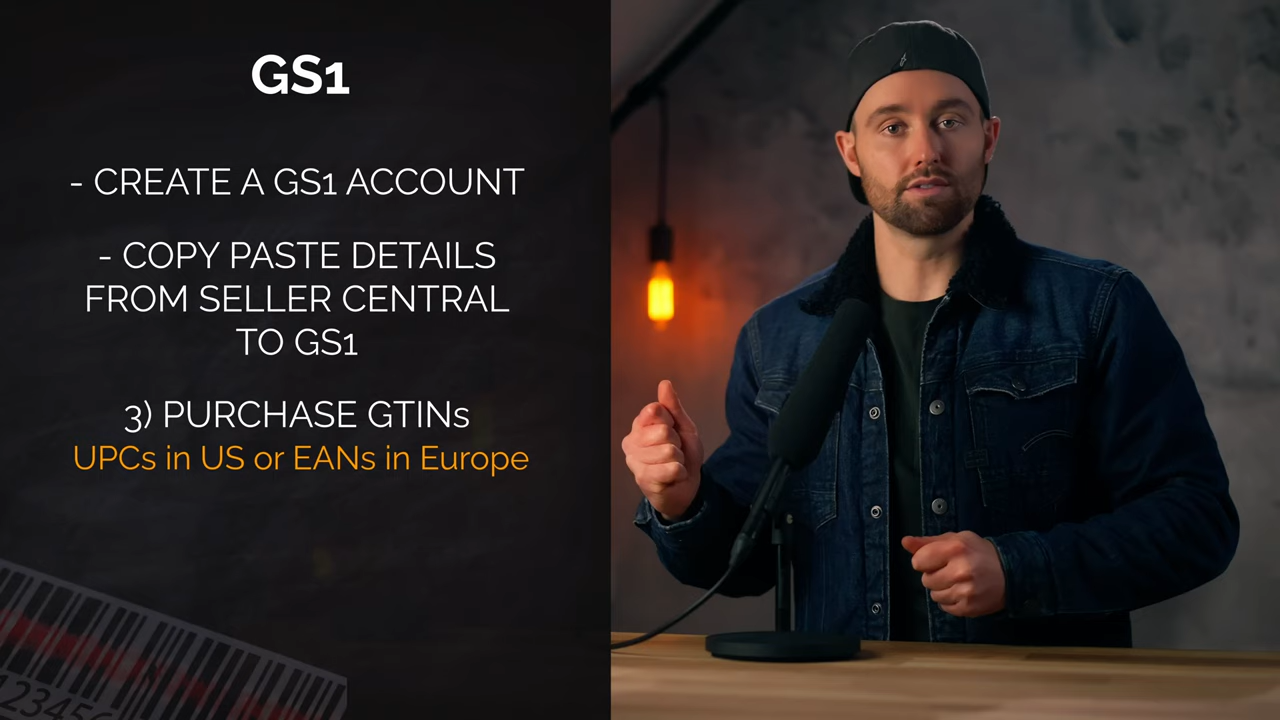 GS1
- CREATE A GS1 ACCOUNT
- COPY PASTE DETAILS
FROM SELLER CENTRAL
TO GS1
3) PURCHASE GTINs
UPCs in US or EANs in Europe